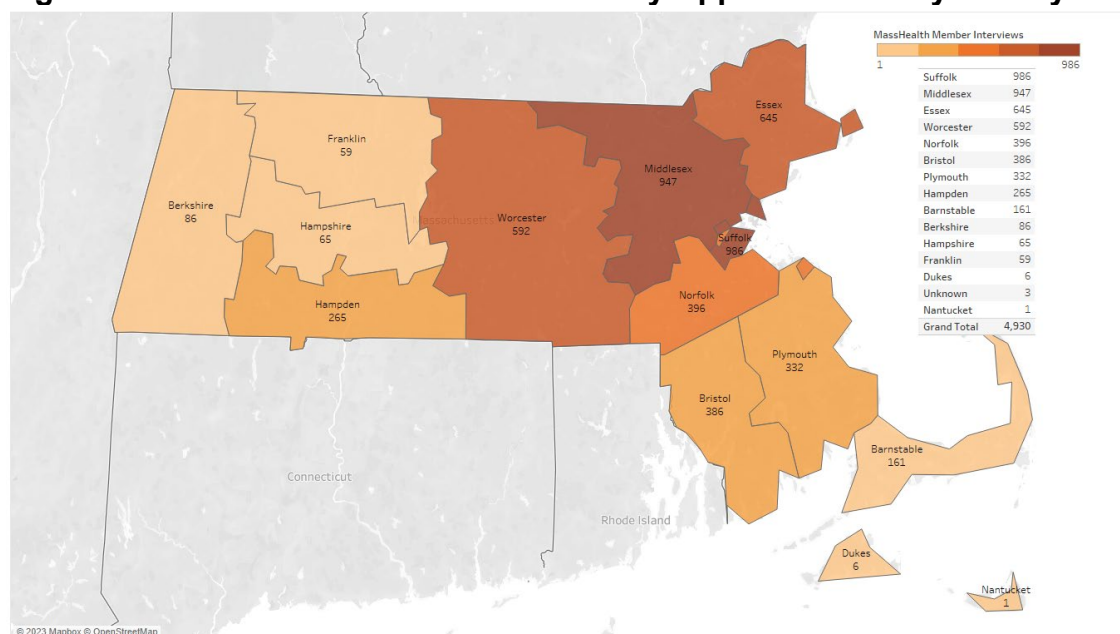 MassHealth Member Interviews
1 986
Suffolk 986
Middlesex 947
Essex 645
Worcester 592
Norfolk 396
Bristol 386
Plymouth 332
Hampden 265
Barnstable 161
Berkshire 86
Hampshire 65
Franklin 59
Dukes 6
Unknown 3
Nantucket 1
Grand Total 4,930
Essex
645
Franklin
59
Middlesex
947
Berkshire
86
Massachusetts
Worcester
592
Hampshire
65
Suffolk
986
Hampden
265
Norfolk
396
Plymouth
332
Bristol
386
Barnstable
161
Connecticut
Rhode Island
Dukes
6
Nantucket
1
© 2023 Mapbox © OpenStreetMap